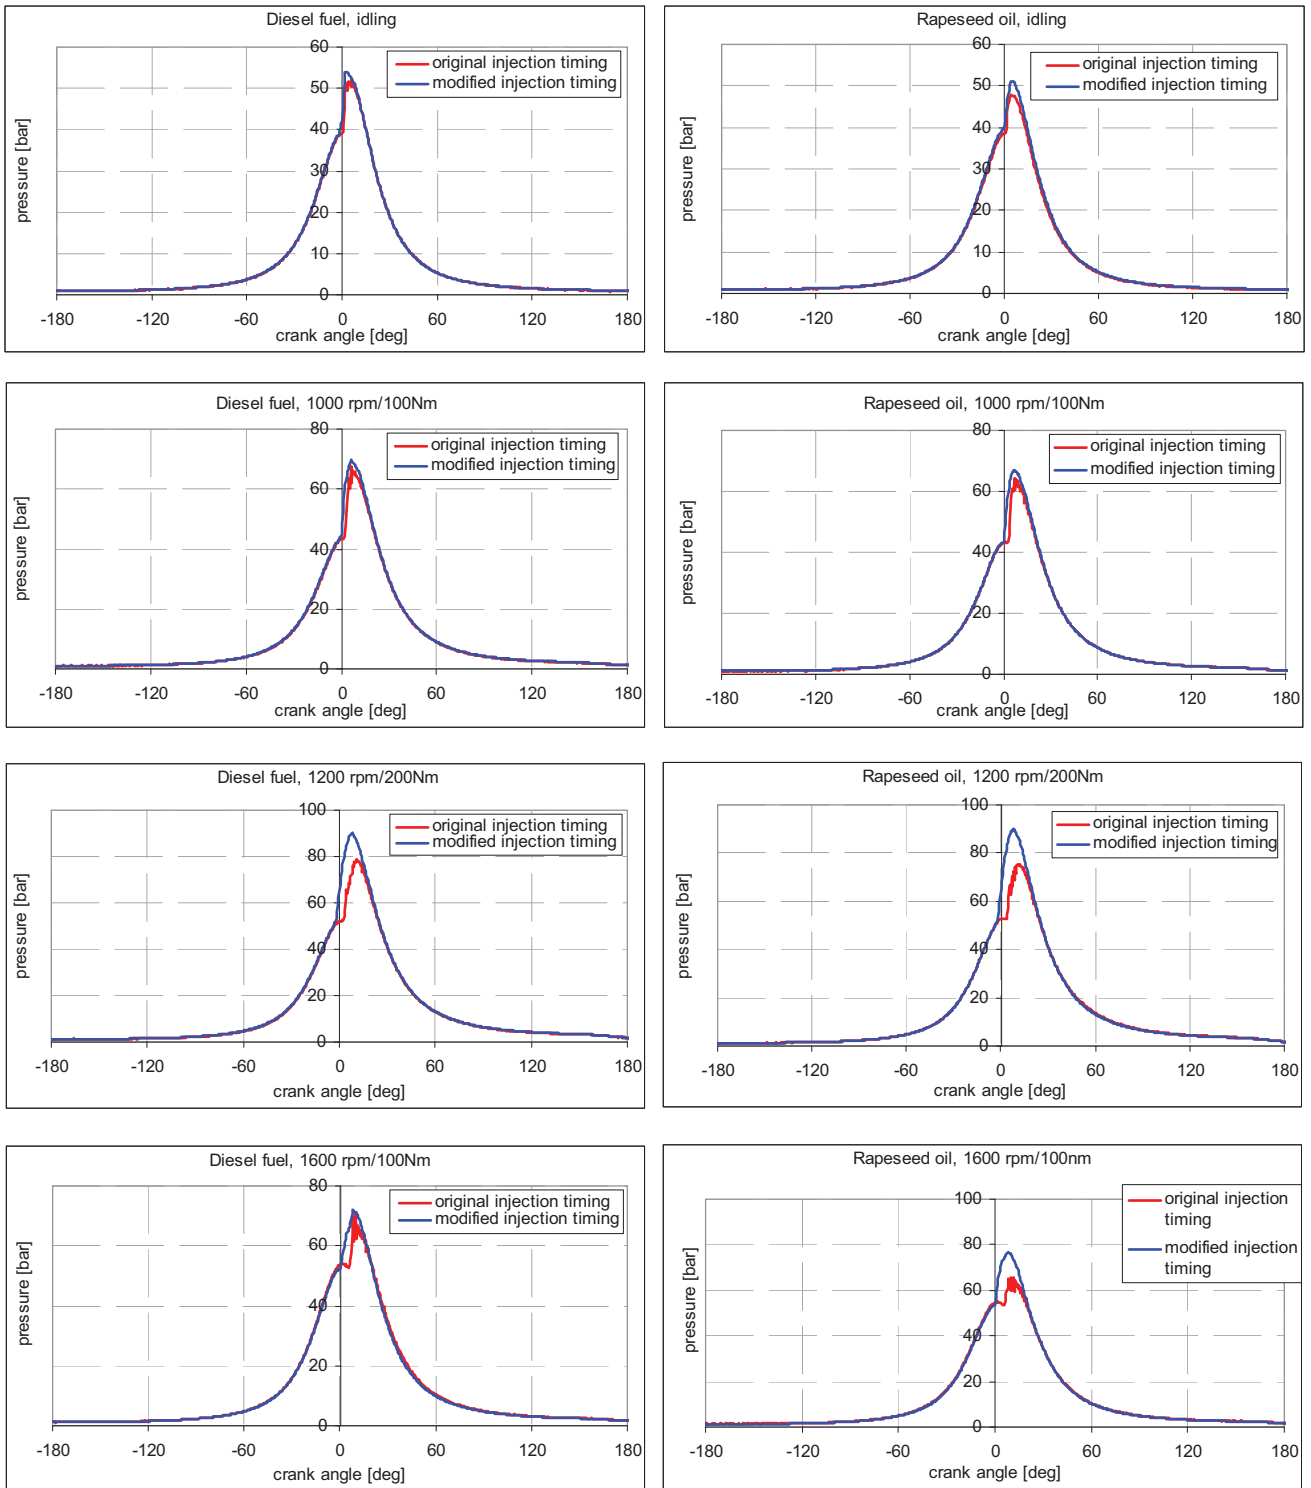 Diesel fuel, idling
original injection timing
modified injection timing
pressure [bar]
60
50
40
30
20
10
0
-180
-120
-60
0
60
120
180
crank angle [deg]
Rapeseed oil, idling
original injection timing
modified injection timing
pressure [bar]
60
50
40
30
20
10
0
-180
-120
-60
0
60
120
180
crank angle [deg]
Diesel fuel, 1000 rpm/100Nm
original injection timing
modified injection timing
pressure [bar]
80
60
40
20
0
-180
-120
-60
0
60
120
180
crank angle [deg]
Rapeseed oil, 1000 rpm/100Nm
original injection timing
modified injection timing
pressure [bar]
80
60
40
20
0
-180
-120
-60
0
60
120
180
crank angle [deg]
Diesel fuel, 1200 rpm/200Nm
original injection timing
modified injection timing
pressure [bar]
100
80
60
40
20
0
-180
-120
-60
0
60
120
180
crank angle [deg]
Rapeseed oil, 1200 rpm/200Nm
original injection timing
modified injection timing
pressure [bar]
100
80
60
40
20
0
-180
-120
-60
0
60
120
180
crank angle [deg]
Diesel fuel, 1600 rpm/100Nm
original injection timing
modified injection timing
pressure [bar]
80
60
40
20
0
-180
-120
-60
0
60
120
180
crank angle [deg]
Rapeseed oil, 1600 rpm/100nm
original injection
timing
modified injection
timing
pressure [bar]
100
80
60
40
20
0
-180
-120
-60
0
60
120
180
crank angle [deg]